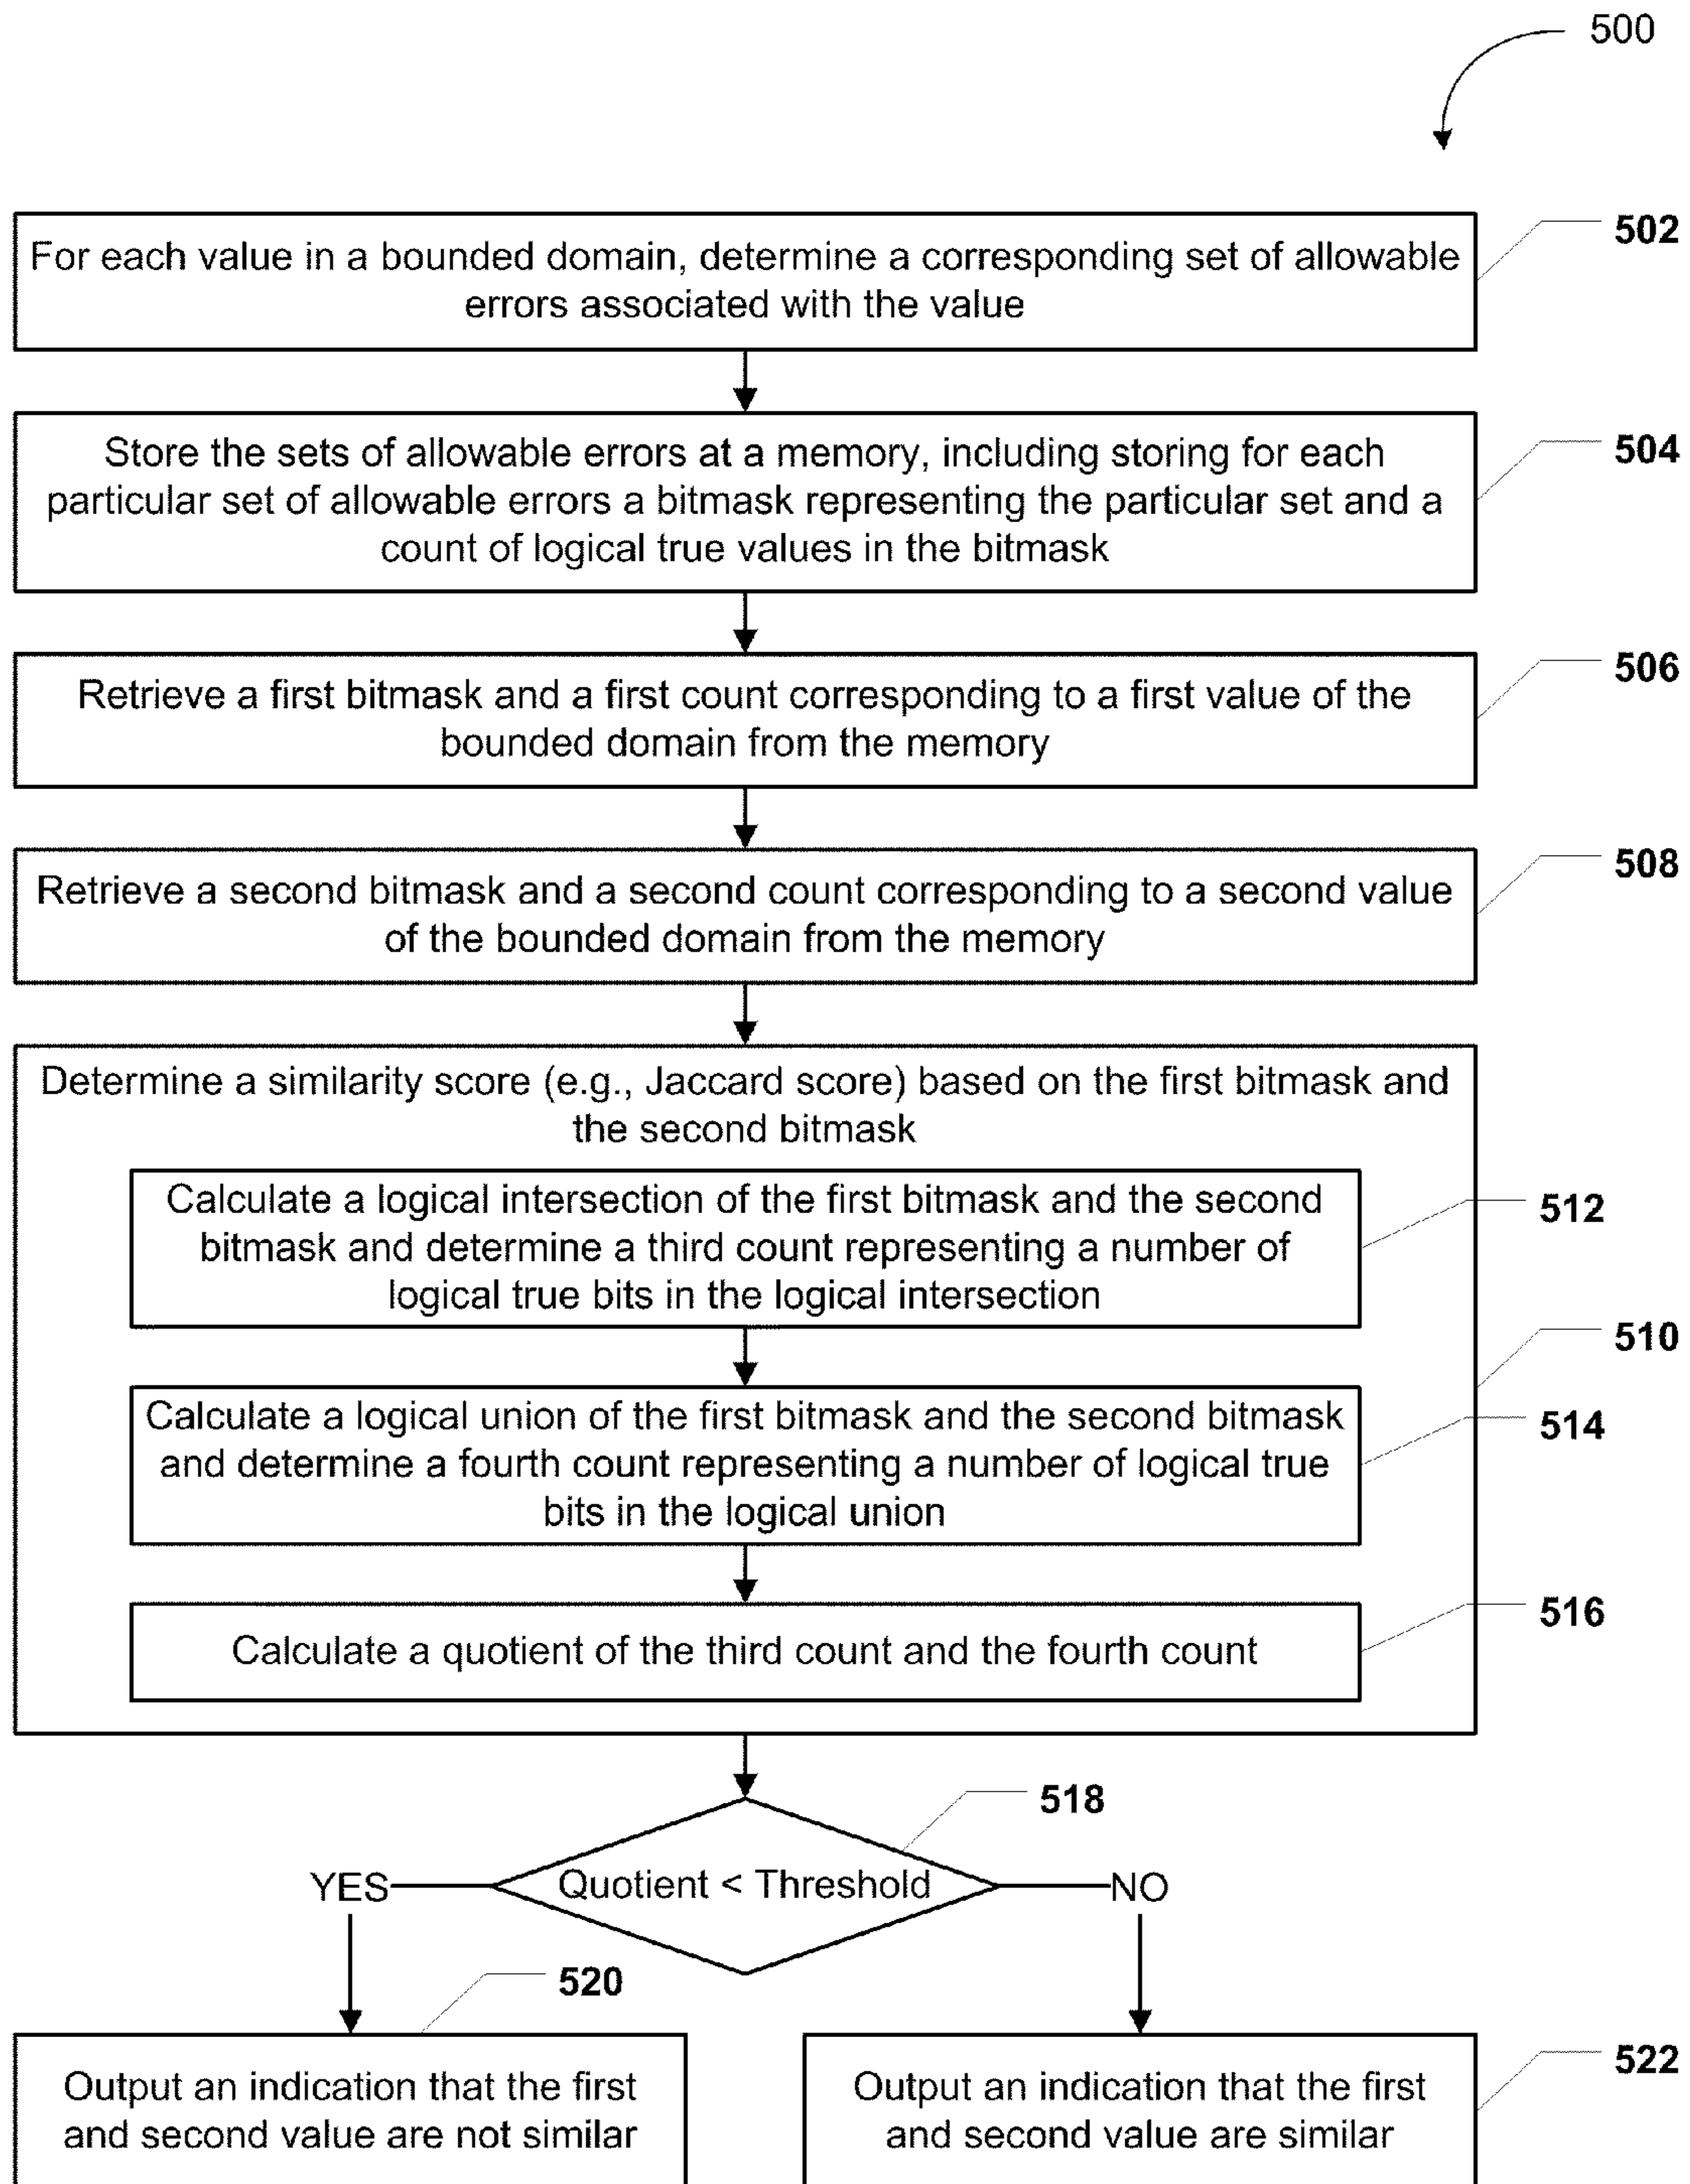 500
For each value in a bounded domain, determine a corresponding set of allowable
errors associated with the value
502
Store the sets of allowable errors at a memory, including storing for each
particular set of allowable errors a bitmask representing the particular set and a
count of logical true values in the bitmask
504
Retrieve a first bitmask and a first count corresponding to a first value of the
bounded domain from the memory
506
Retrieve a second bitmask and a second count corresponding to a second value
of the bounded domain from the memory
508
Determine a similarity score (e.g., Jaccard score) based on the first bitmask and
the second bitmask
Calculate a logical intersection of the first bitmask and the second
bitmask and determine a third count representing a number of
logical true bits in the logical intersection
512
510
Calculate a logical union of the first bitmask and the second bitmask
and determine a fourth count representing a number of logical true
bits in the logical union
514
Calculate a quotient of the third count and the fourth count
516
518
YES
Quotient < Threshold
NO
520
Output an indication that the first
and second value are not similar
Output an indication that the first
and second value are similar
522